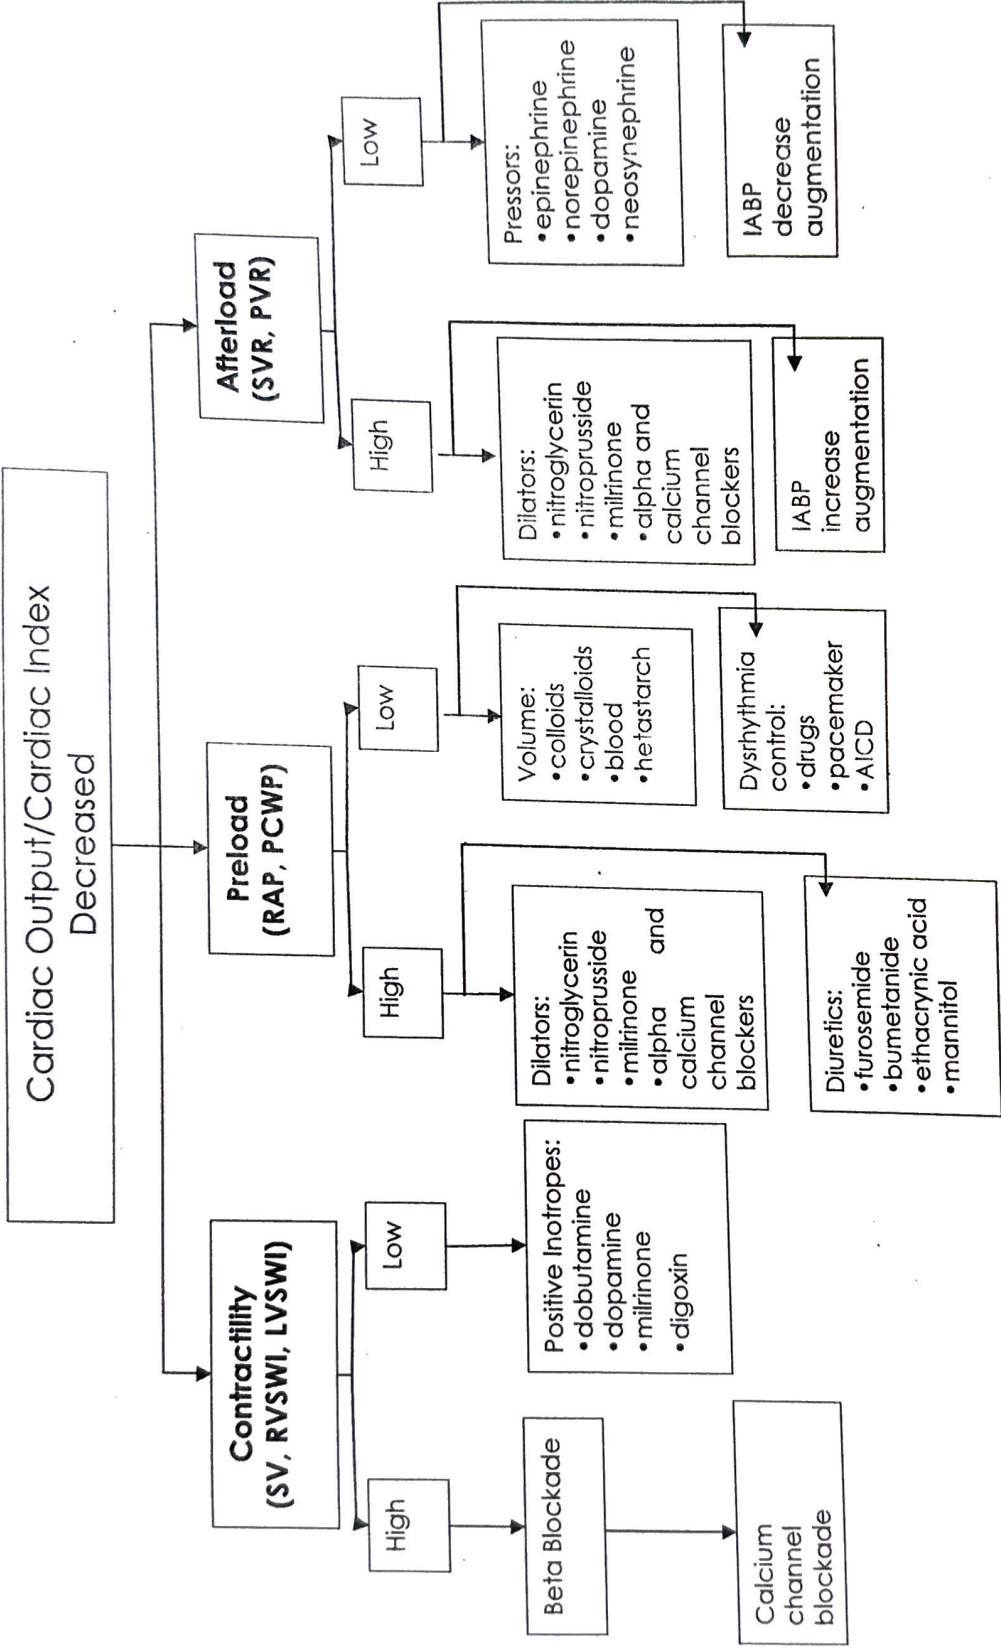 Cardiac Output/Cardiac Index
Decreased
Contractility
(SV, RVSWI, LVSWI)
High
Beta Blockade
Calcium
channel
blockade
Low
Positive Inotropes:
•dobutamine
•dopamine
•milrinone
•digoxin
Preload
(RAP, PCWP)
High
Dilators:
•nitroglycerin
•nitroprusside
•milrinone
•alpha and
calcium
channel
blockers
Diuretics:
•furosemide
•bumetanide
•ethacrynic acid
•mannitol
Low
Volume:
•colloids
•crystalloids
•blood
•hetastarch
Dysrhythmia
control:
•drugs
•pacemaker
•AICD
Afterload
(SVR, PVR)
High
Dilators:
•nitroglycerin
•nitroprusside
•milrinone
•alpha and
calcium
channel
blockers
IABP
increase
augmentation
Low
Pressors:
•epinephrine
•norepinephrine
•dopamine
•neosynephrine
IABP
decrease
augmentation